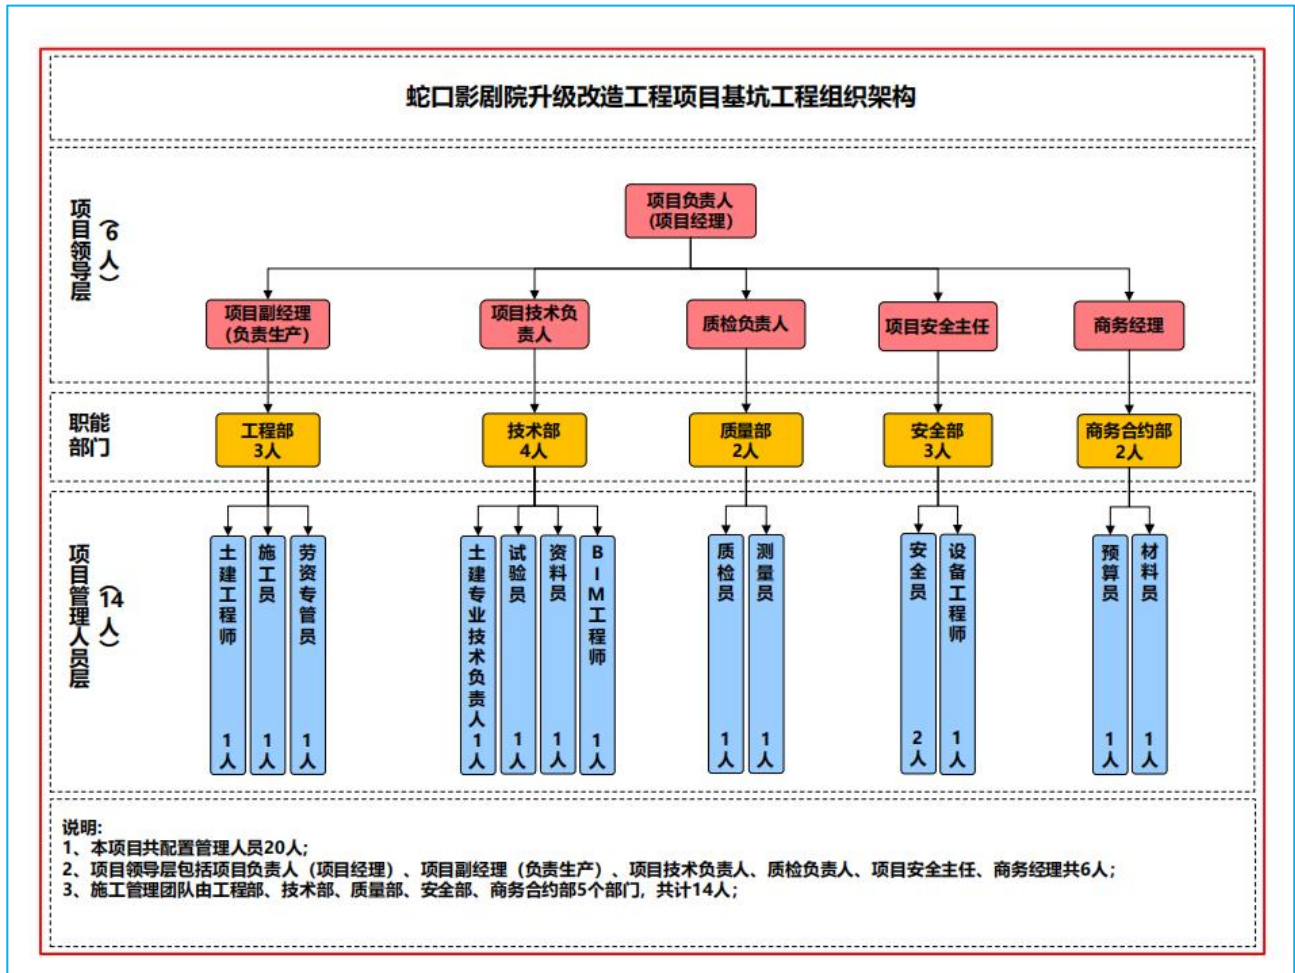 蛇口影剧院升级改造工程项目基坑工程组织架构
项目领导层
（6人）
项目负责人
(项目经理)
项目副经理
(负责生产)
项目技术负
责人
质检负责人
项目安全主任
商务经理
职能
部门
工程部
3人
技术部
4人
质量部
2人
安全部
3人
商务合约部
2人
项目管理人员层
（14人）
土建工程师 1人
施工员 1人
劳资专管员 1人
土建专业技术负责人 1人
试验员 1人
资料员 1人
BIM工程师 1人
质检员 1人
测量员 1人
安全员 2人
设备工程师 1人
预算员 1人
材料员 1人
说明:
1、本项目共配置管理人员20人;
2、项目领导层包括项目负责人（项目经理）、项目副经理（负责生产）、项目技术负责人、质检负责人、项目安全主任、商务经理共6人;
3、施工管理团队由工程部、技术部、质量部、安全部、商务合约部5个部门，共计14人;